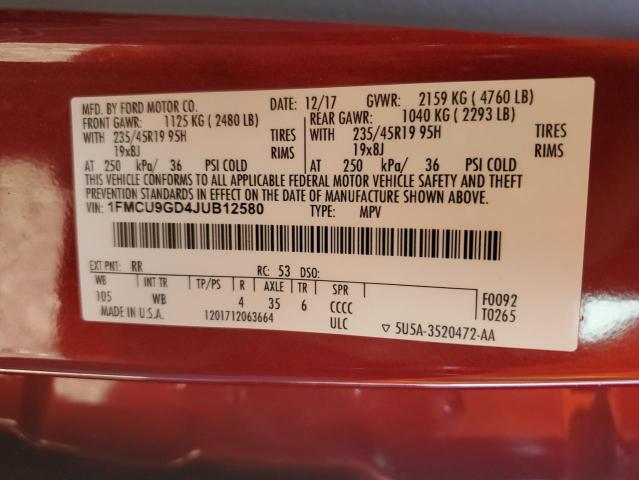 MFD. BY FORD MOTOR CO. DATE: 12/17 GVWR: 2159 KG ( 4760 LB)
FRONT GAWR: 1125 KG ( 2480 LB) REAR GAWR: 1040 KG ( 2293 LB)
WITH 235/45R19 95H TIRES WITH 235/45R19 95H TIRES
19x8J RIMS 19x8J RIMS
AT 250 kPa/ 36 PSI COLD AT 250 kPa/ 36 PSI COLD
THIS VEHICLE CONFORMS TO ALL APPLICABLE FEDERAL MOTOR VEHICLE SAFETY AND THEFT
PREVENTION STANDARDS IN EFFECT ON THE DATE OF MANUFACTURE SHOWN ABOVE.
VIN: 1FMCU9GD4JUB12580 TYPE: MPV
EXT PNT: RR RC: 53 DSO:
WB INT TR TP/PS R AXLE TR SPR F0092
105 WB 4 35 6 CCCC T0265
MADE IN U.S.A. 1201712063664 ULC ▽ 5U5A-3520472-AA